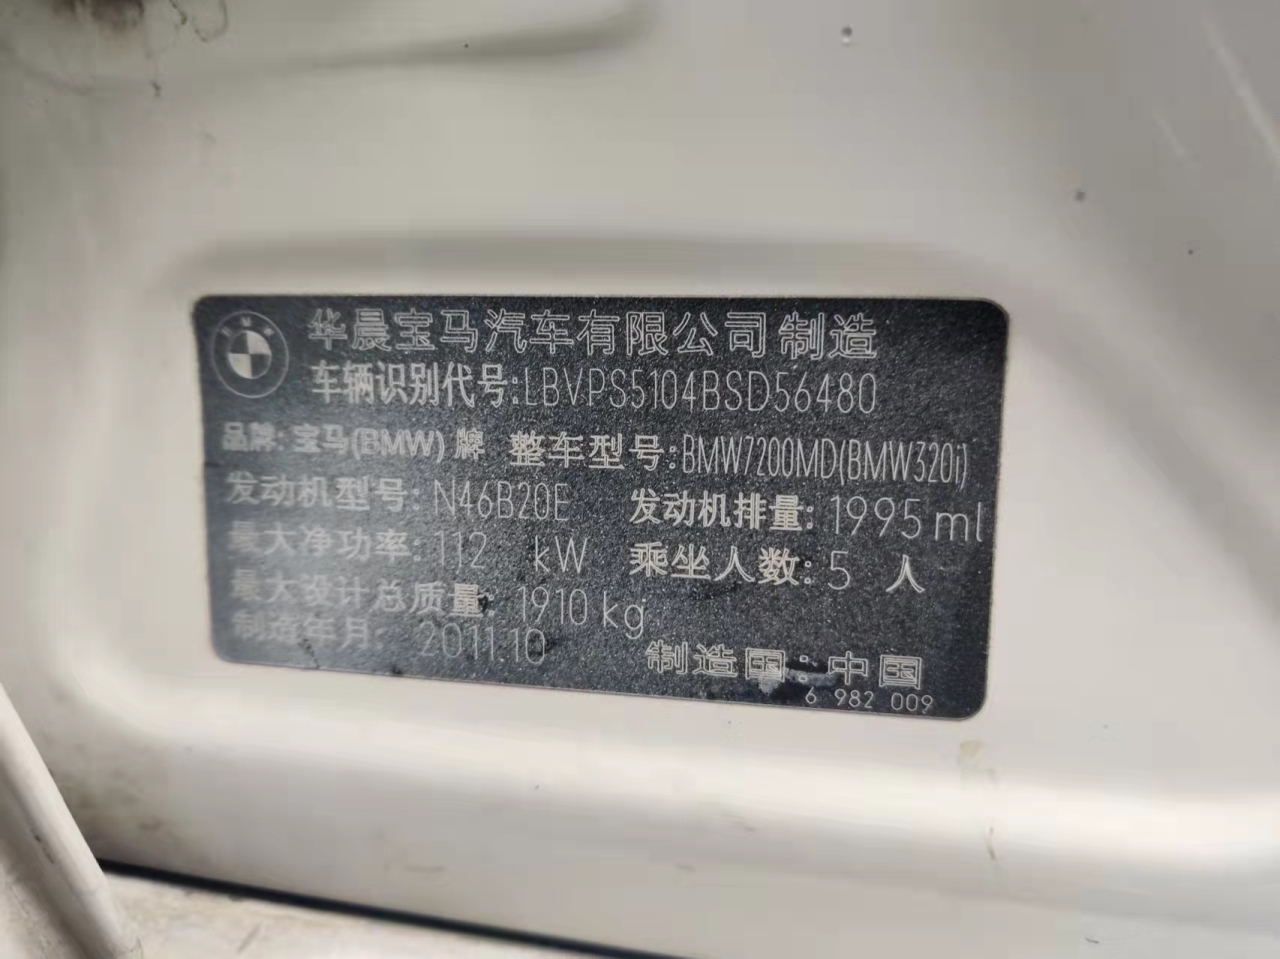 BMW
华晨宝马汽车有限公司 制造
车辆识别代号:LBVPS5104BSD56480
品牌:宝马(BMW)牌 整车型号:BMW7200MD(BMW320i)
发动机型号:N46B20E 发动机排量:1995ml
最大净功率:112 kW 乘坐人数:5 人
最大设计总质量:1910kg
制造年月: 2011.10 制造国:中国
6 982 009